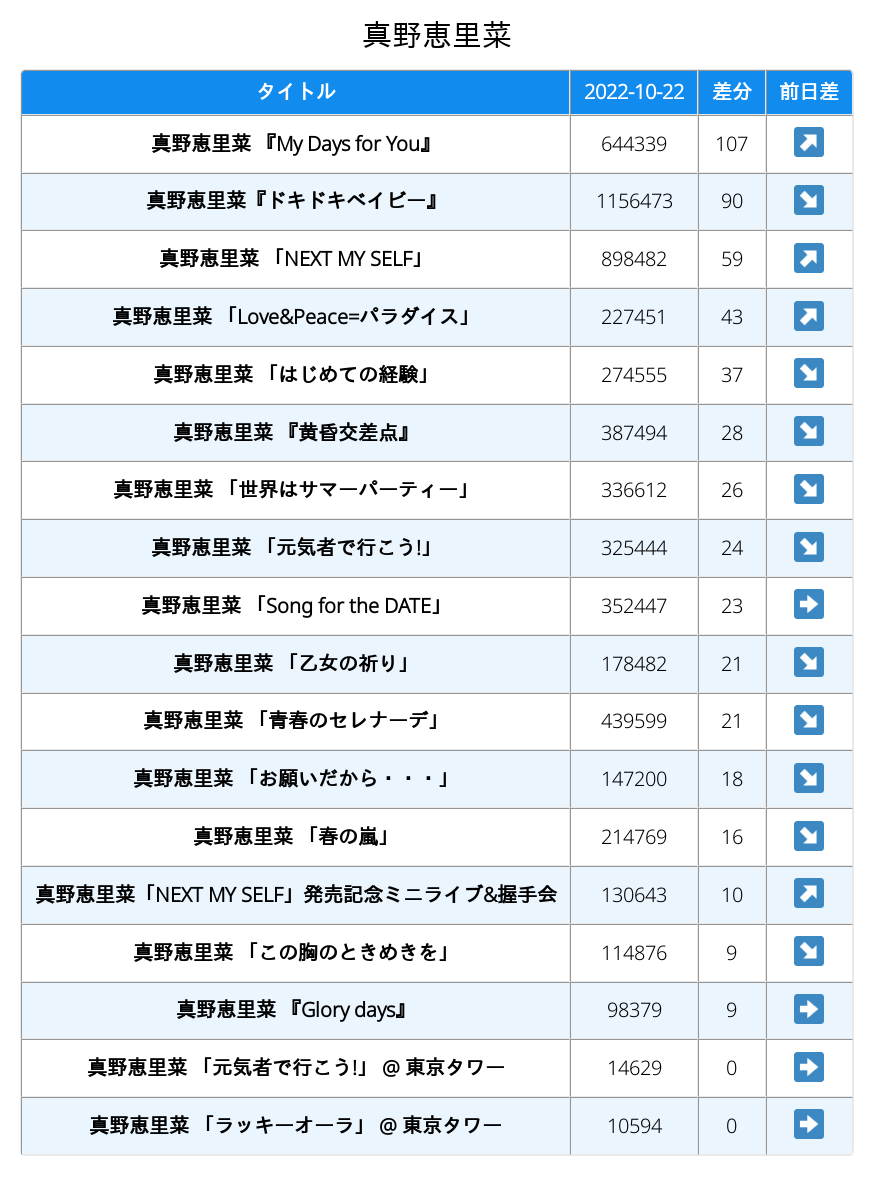 真野恵里菜
タイトル 2022-10-22 差分 前日差
真野恵里菜 『My Days for You』 644339 107 ↗
真野恵里菜『ドキドキベイビー』 1156473 90 ↘
真野恵里菜 「NEXT MY SELF」 898482 59 ↗
真野恵里菜 「Love&Peace=パラダイス」 227451 43 ↗
真野恵里菜 「はじめての経験」 274555 37 ↘
真野恵里菜 『黄昏交差点』 387494 28 ↘
真野恵里菜 「世界はサマーパーティー」 336612 26 ↘
真野恵里菜 「元気者で行こう!」 325444 24 ↘
真野恵里菜 「Song for the DATE」 352447 23 ➡
真野恵里菜 「乙女の祈り」 178482 21 ↘
真野恵里菜 「青春のセレナーデ」 439599 21 ↘
真野恵里菜 「お願いだから・・・」 147200 18 ↘
真野恵里菜 「春の嵐」 214769 16 ↘
真野恵里菜「NEXT MY SELF」発売記念ミニライブ&握手会 130643 10 ↗
真野恵里菜 「この胸のときめきを」 114876 9 ↘
真野恵里菜 『Glory days』 98379 9 ➡
真野恵里菜 「元気者で行こう!」 @ 東京タワー 14629 0 ➡
真野恵里菜 「ラッキーオーラ」 @ 東京タワー 10594 0 ➡